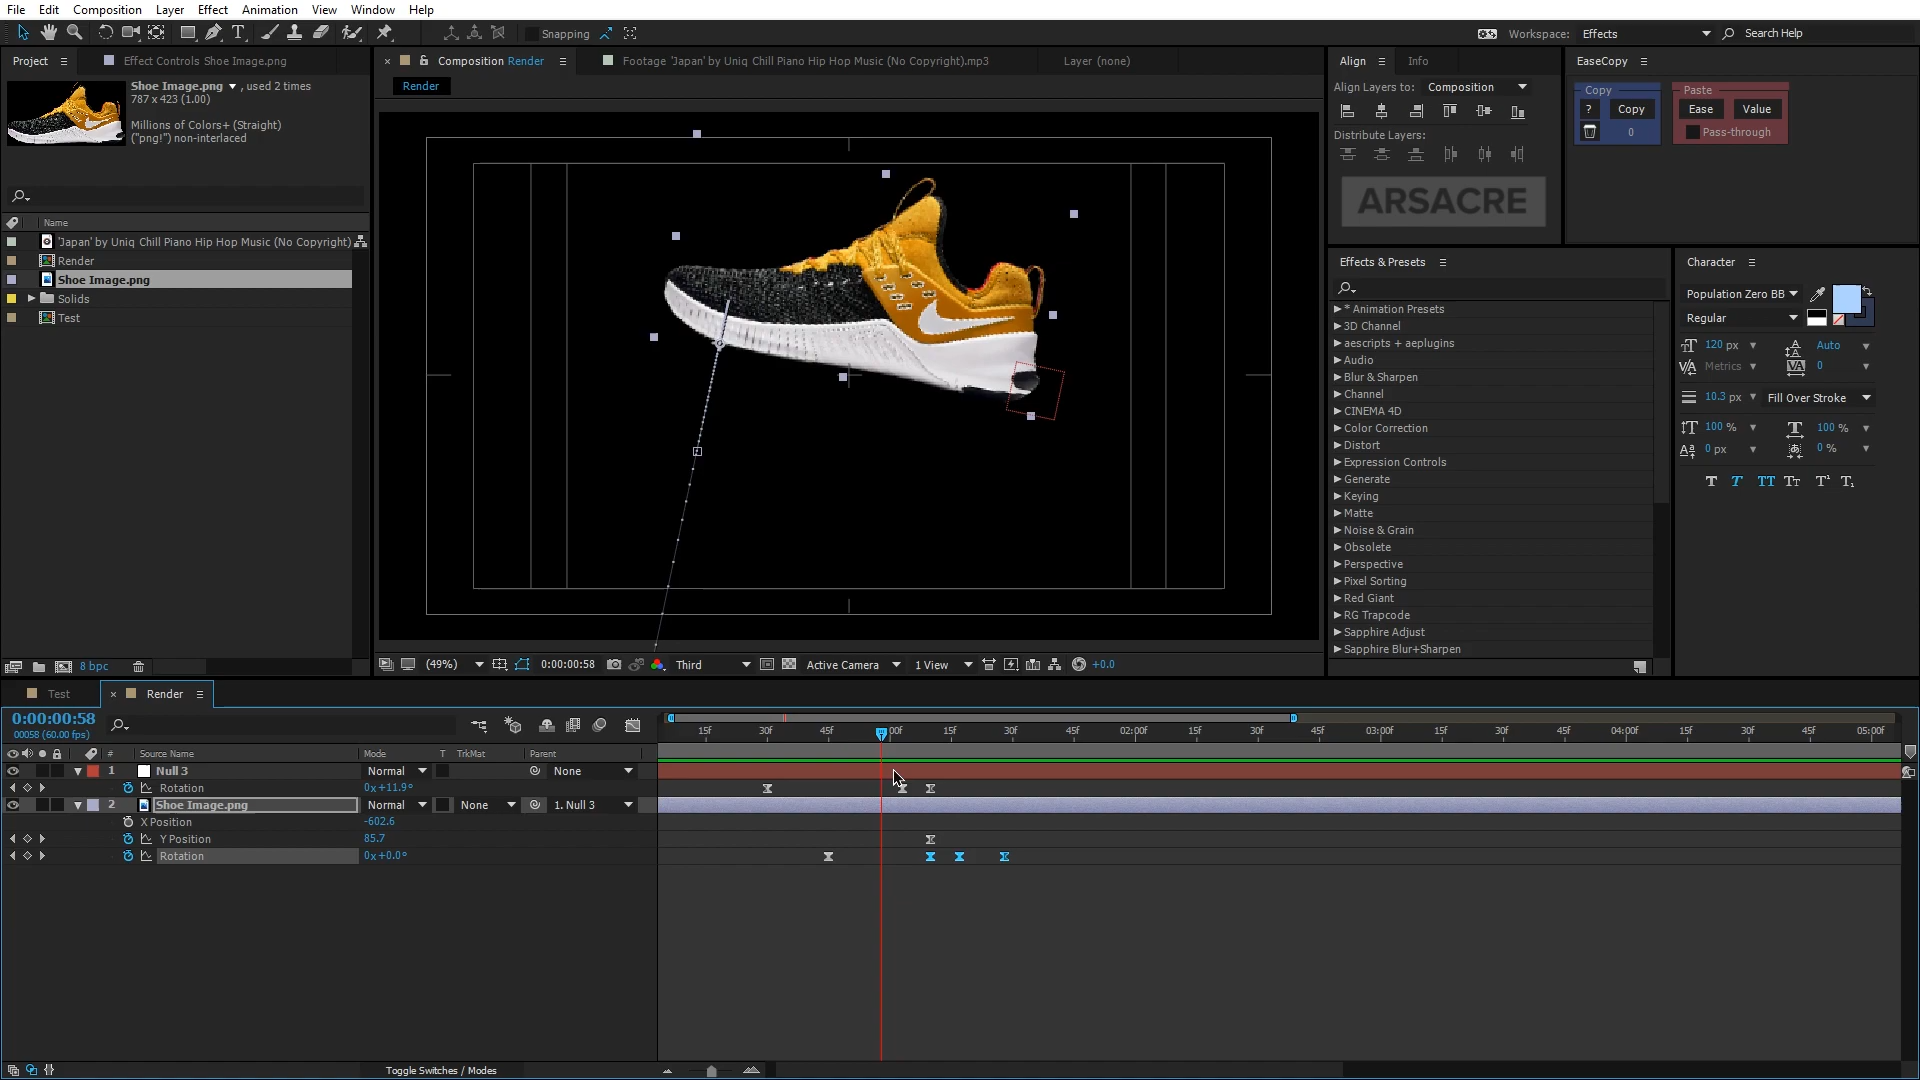 File Edit Composition Layer Effect Animation View Window Help
Snapping
Workspace: Effects Search Help
Project Effect Controls Shoe Image.png
Composition Render Footage 'Japan' by Uniq Chill Piano Hip Hop Music (No Copyright).mp3 Layer (none)
Align Info
EaseCopy
Shoe Image.png , used 2 times
787 x 423 (1.00)
Millions of Colors+ (Straight)
("png!") non-interlaced
Render
Align Layers to: Composition
Distribute Layers:
ARSACRE
Copy
? Copy
0
Paste
Ease Value
Pass-through
Name
'Japan' by Uniq Chill Piano Hip Hop Music (No Copyright)
Render
Shoe Image.png
Solids
Test
8 bpc
(49%) 0:00:00:58 Third Active Camera 1 View +0.0
Effects & Presets
* Animation Presets
3D Channel
aescripts + aeplugins
Audio
Blur & Sharpen
Channel
CINEMA 4D
Color Correction
Distort
Expression Controls
Generate
Keying
Matte
Noise & Grain
Obsolete
Perspective
Pixel Sorting
Red Giant
RG Trapcode
Sapphire Adjust
Sapphire Blur+Sharpen
Character
Population Zero BB
Regular
120 px Auto
Metrics 0
10.3 px Fill Over Stroke
100 % 100 %
0 px 0 %
T T TT Tt T¹ T₁
Test Render
0:00:00:58
00058 (60.00 fps)
15f 30f 45f 00f 15f 30f 45f 02:00f 15f 30f 45f 03:00f 15f 30f 45f 04:00f 15f 30f 45f 05:00f
# Source Name Mode T TrkMat Parent
1 Null 3 Normal None
Rotation 0x+11.9°
2 Shoe Image.png Normal None 1. Null 3
X Position -602.6
Y Position 85.7
Rotation 0x+0.0°
Toggle Switches / Modes